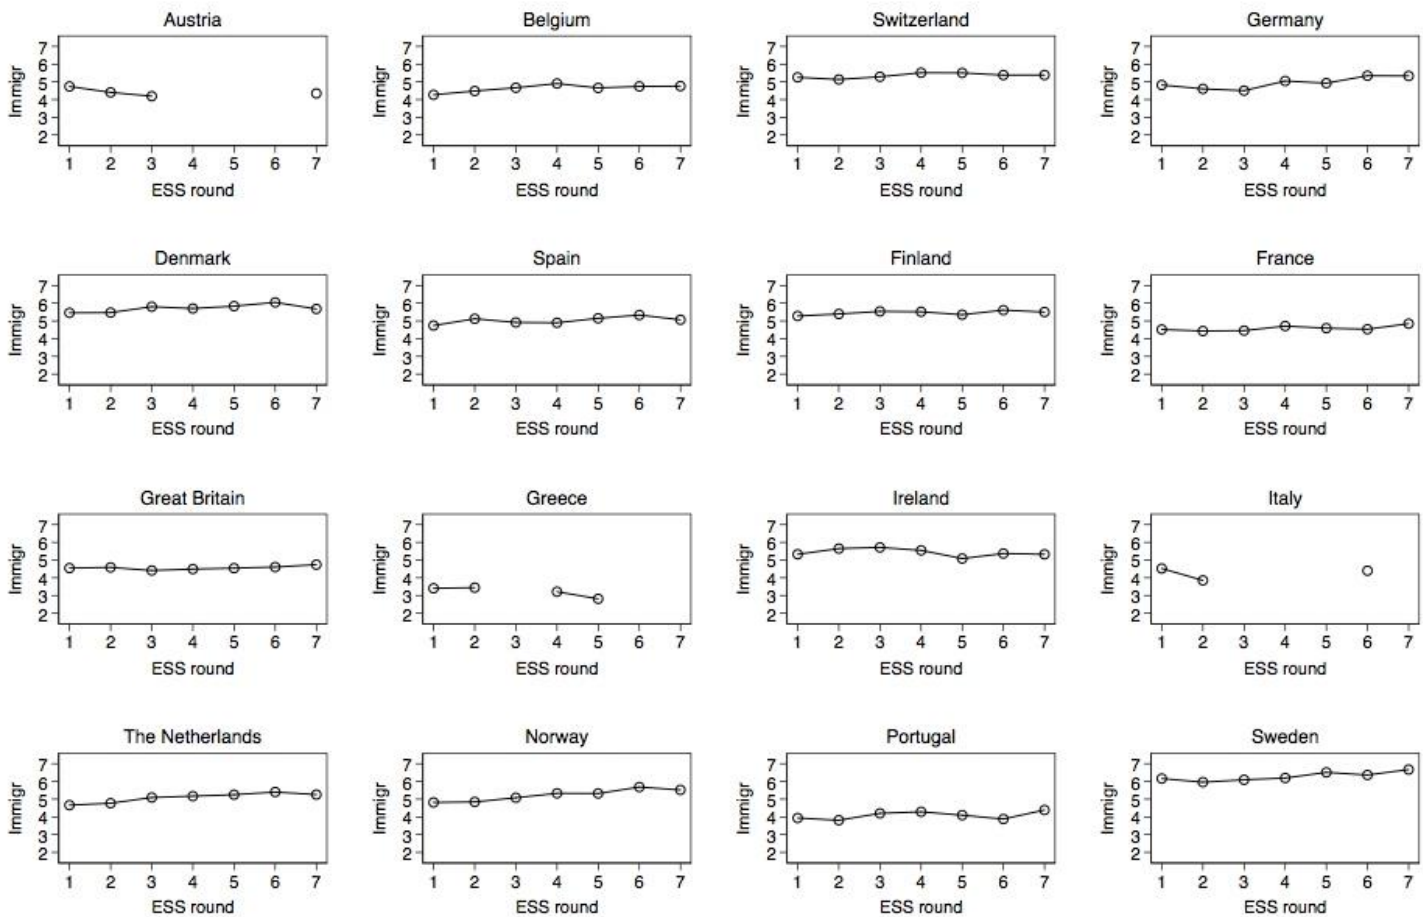 Austria
Immigr
7
6
5
4
3
2
1 2 3 4 5 6 7
ESS round
Belgium
Immigr
7
6
5
4
3
2
1 2 3 4 5 6 7
ESS round
Switzerland
Immigr
7
6
5
4
3
2
1 2 3 4 5 6 7
ESS round
Germany
Immigr
7
6
5
4
3
2
1 2 3 4 5 6 7
ESS round
Denmark
Immigr
7
6
5
4
3
2
1 2 3 4 5 6 7
ESS round
Spain
Immigr
7
6
5
4
3
2
1 2 3 4 5 6 7
ESS round
Finland
Immigr
7
6
5
4
3
2
1 2 3 4 5 6 7
ESS round
France
Immigr
7
6
5
4
3
2
1 2 3 4 5 6 7
ESS round
Great Britain
Immigr
7
6
5
4
3
2
1 2 3 4 5 6 7
ESS round
Greece
Immigr
7
6
5
4
3
2
1 2 3 4 5 6 7
ESS round
Ireland
Immigr
7
6
5
4
3
2
1 2 3 4 5 6 7
ESS round
Italy
Immigr
7
6
5
4
3
2
1 2 3 4 5 6 7
ESS round
The Netherlands
Immigr
7
6
5
4
3
2
1 2 3 4 5 6 7
ESS round
Norway
Immigr
7
6
5
4
3
2
1 2 3 4 5 6 7
ESS round
Portugal
Immigr
7
6
5
4
3
2
1 2 3 4 5 6 7
ESS round
Sweden
Immigr
7
6
5
4
3
2
1 2 3 4 5 6 7
ESS round